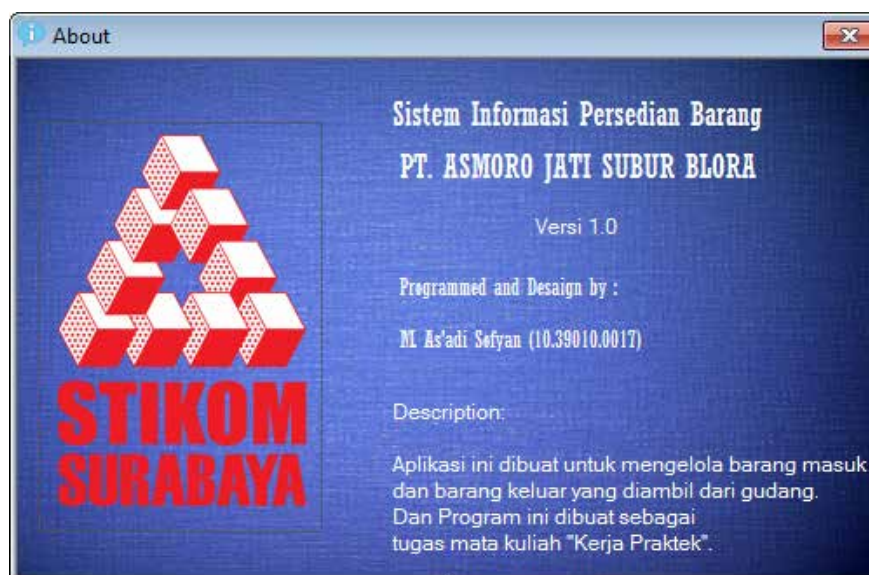 About
Sistem Informasi Persedian Barang
PT. ASMORO JATI SUBUR BLORA
Versi 1.0
Programmed and Desaign by :
M. As'adi Sofyan (10.39010.0017)
STIKOM
SURABAYA
Description:
Aplikasi ini dibuat untuk mengelola barang masuk
dan barang keluar yang diambil dari gudang.
Dan Program ini dibuat sebagai
tugas mata kuliah "Kerja Praktek".